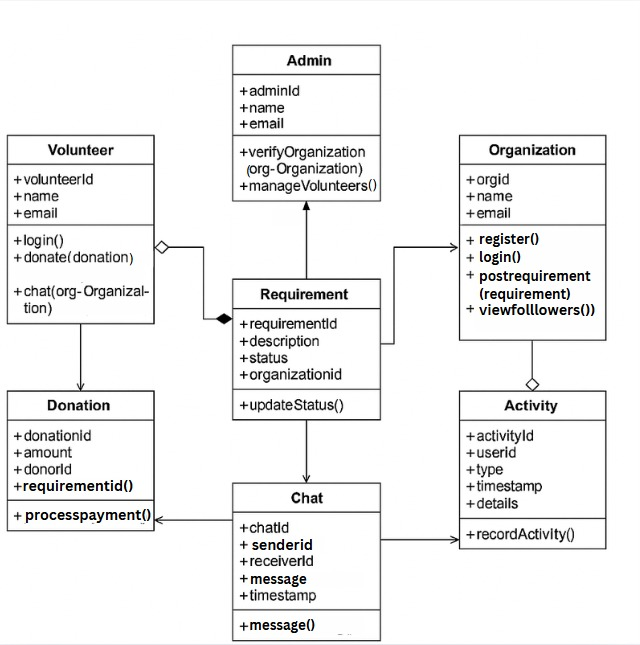 Admin
+adminId
+name
+email
+verifyOrganization
(org-Organization)
+manageVolunteers()
Volunteer
+volunteerId
+name
+email
+login()
+donate(donation)
+chat(org-Organizal-
tion)
Organization
+orgid
+name
+email
+ register()
+ login()
+ postrequirement
(requirement)
+ viewfolllowers())
Requirement
+requirementId
+description
+status
+organizationid
+updateStatus()
Donation
+donationId
+amount
+donorId
+requirementid()
+ processpayment()
Activity
+activityId
+userid
+type
+timestamp
+details
+recordActivity()
Chat
+chatId
+ senderid
+receiverId
+message
+timestamp
+message()